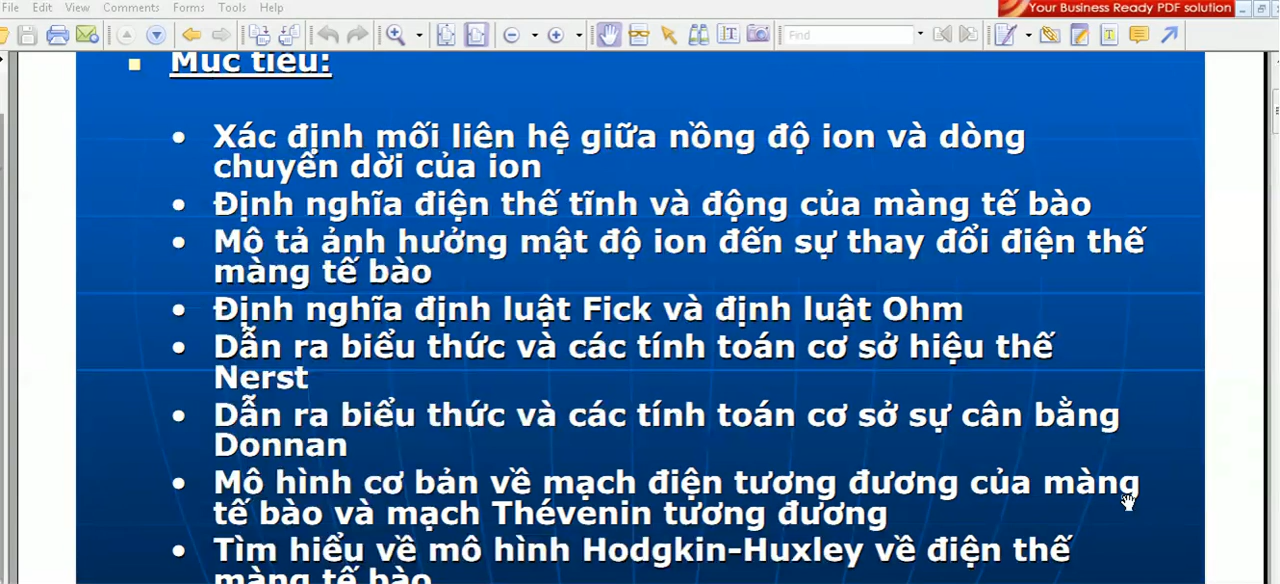 File Edit View Comments Forms Tools Help
Your Business Ready PDF solution
Find
Mục tiêu:
Xác định mối liên hệ giữa nồng độ ion và dòng
chuyển dời của ion
Định nghĩa điện thế tĩnh và động của màng tế bào
Mô tả ảnh hưởng mật độ ion đến sự thay đổi điện thế
màng tế bào
Định nghĩa định luật Fick và định luật Ohm
Dẫn ra biểu thức và các tính toán cơ sở hiệu thế
Nerst
Dẫn ra biểu thức và các tính toán cơ sở sự cân bằng
Donnan
Mô hình cơ bản về mạch điện tương đương của màng
tế bào và mạch Thévenin tương đương
Tìm hiểu về mô hình Hodgkin-Huxley về điện thế
màng tế bào